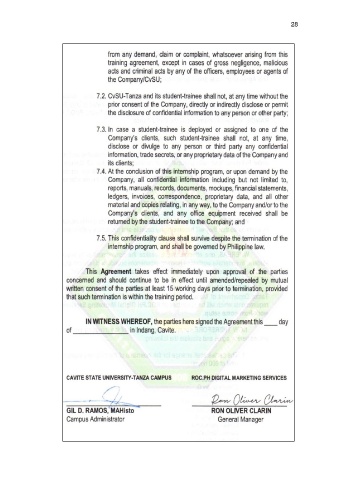 28
from any demand, claim or complaint, whatsoever arising from this
training agreement, except in cases of gross negligence, malicious
acts and criminal acts by any of the officers, employees or agents of
the Company/CvSU;
7.2. CvSU-Tanza and its student-trainee shall not, at any time without the
prior consent of the Company, directly or indirectly disclose or permit
the disclosure of confidential information to any person or other party;
7.3. In case a student-trainee is deployed or assigned to one of the
Company's clients, such student-trainee shall not, at any time,
disclose or divulge to any person or third party any confidential
information, trade secrets, or any proprietary data of the Company and
its clients;
7.4. At the conclusion of this internship program, or upon demand by the
Company, all confidential information including but not limited to,
reports, manuals, records, documents, mockups, financial statements,
ledgers, invoices, correspondence, proprietary data, and all other
material and copies relating, in any way, to the Company and/or to the
Company's clients, and any office equipment received shall be
returned by the student-trainee to the Company; and
7.5. This confidentiality clause shall survive despite the termination of the
internship program, and shall be governed by Philippine law.
This Agreement takes effect immediately upon approval of the parties
concerned and should continue to be in effect until amended/repealed by mutual
written consent of the parties at least 15 working days prior to termination, provided
that such termination is within the training period.
IN WITNESS WHEREOF, the parties here signed the Agreement this ____ day
of ________________ in Indang, Cavite.
CAVITE STATE UNIVERSITY-TANZA CAMPUS ROC.PH DIGITAL MARKETING SERVICES
Ron Oliver Clarin
GIL D. RAMOS, MAHisto RON OLIVER CLARIN
Campus Administrator General Manager